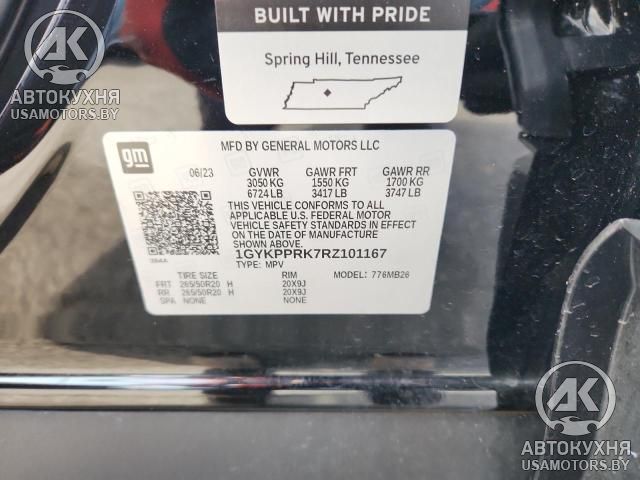 BUILT WITH PRIDE
Spring Hill, Tennessee
АК
АВТОКУХНЯ
USAMOTORS.BY
gm
MFD BY GENERAL MOTORS LLC
06/23 GVWR GAWR FRT GAWR RR
3050 KG 1550 KG 1700 KG
6724 LB 3417 LB 3747 LB
THIS VEHICLE CONFORMS TO ALL
APPLICABLE U.S. FEDERAL MOTOR
VEHICLE SAFETY STANDARDS IN EFFECT
ON THE DATE OF MANUFACTURE
SHOWN ABOVE.
1GYKPPRK7RZ101167
TYPE: MPV MODEL: 776MB26
TIRE SIZE RIM
FRT 265/50R20 H 20X9J
RR 265/50R20 H 20X9J
SPA NONE NONE
АК
АВТОКУХНЯ
USAMOTORS.BY